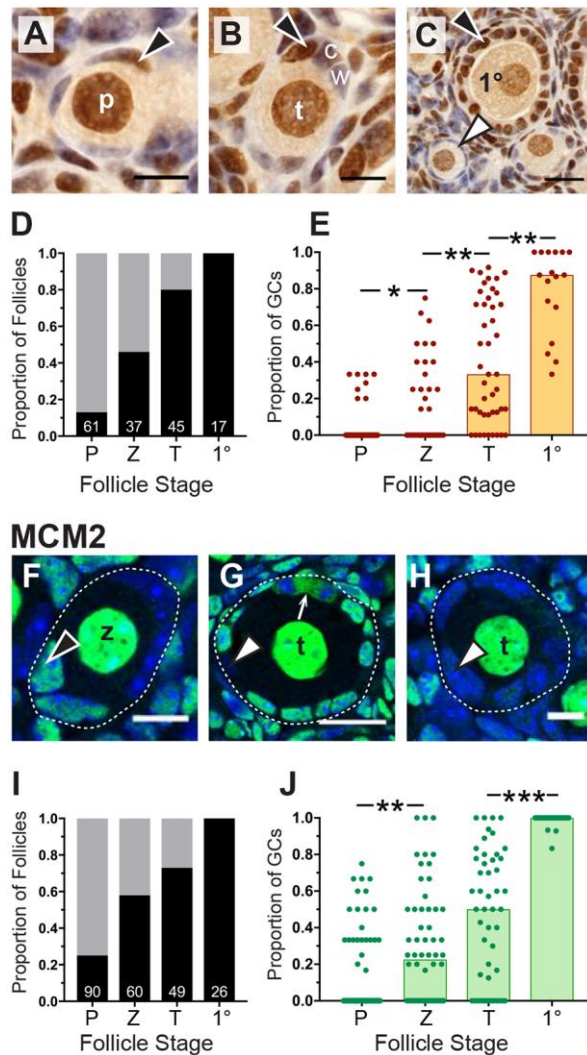 A B C
p t C W 1°
D E
Proportion of Follicles
1.0
0.8
0.6
0.4
0.2
0.0
61 37 45 17
P Z T 1°
Follicle Stage
Proportion of GCs
1.0
0.8
0.6
0.4
0.2
0.0
* ** **
P Z T 1°
Follicle Stage
MCM2
F G H
z t t
I J
Proportion of Follicles
1.0
0.8
0.6
0.4
0.2
0.0
90 60 49 26
P Z T 1°
Follicle Stage
Proportion of GCs
1.0
0.8
0.6
0.4
0.2
0.0
** ***
P Z T 1°
Follicle Stage